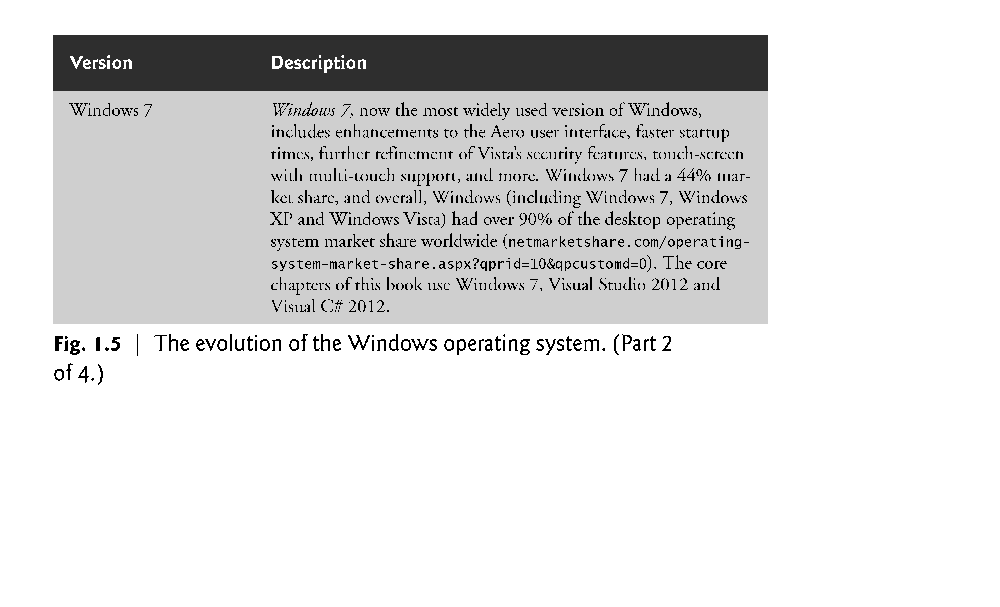 Version Description
Windows 7 Windows 7, now the most widely used version of Windows,
includes enhancements to the Aero user interface, faster startup
times, further refinement of Vista’s security features, touch-screen
with multi-touch support, and more. Windows 7 had a 44% mar-
ket share, and overall, Windows (including Windows 7, Windows
XP and Windows Vista) had over 90% of the desktop operating
system market share worldwide (netmarketshare.com/operating-
system-market-share.aspx?qprid=10&qpcustomd=0). The core
chapters of this book use Windows 7, Visual Studio 2012 and
Visual C# 2012.
Fig. 1.5 | The evolution of the Windows operating system. (Part 2
of 4.)